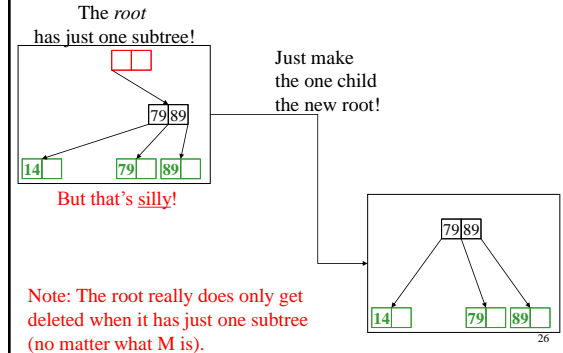 The root
has just one subtree!
Just make
the one child
the new root!
79 89
14 79 89
But that's silly!
79 89
14 79 89
Note: The root really does only get
deleted when it has just one subtree
(no matter what M is).
26